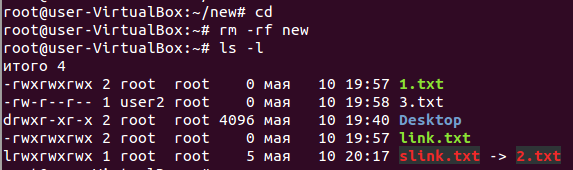 root@user-VirtualBox:~/new# cd
root@user-VirtualBox:~# rm -rf new
root@user-VirtualBox:~# ls -l
итого 4
-rwxrwxrwx 2 root  root     0 мая   10 19:57 1.txt
-rw-r--r-- 1 user2 root     0 мая   10 19:58 3.txt
drwxr-xr-x 2 root  root  4096 мая   10 19:40 Desktop
-rwxrwxrwx 2 root  root     0 мая   10 19:57 link.txt
lrwxrwxrwx 1 root  root     5 мая   10 20:17 slink.txt -> 2.txt